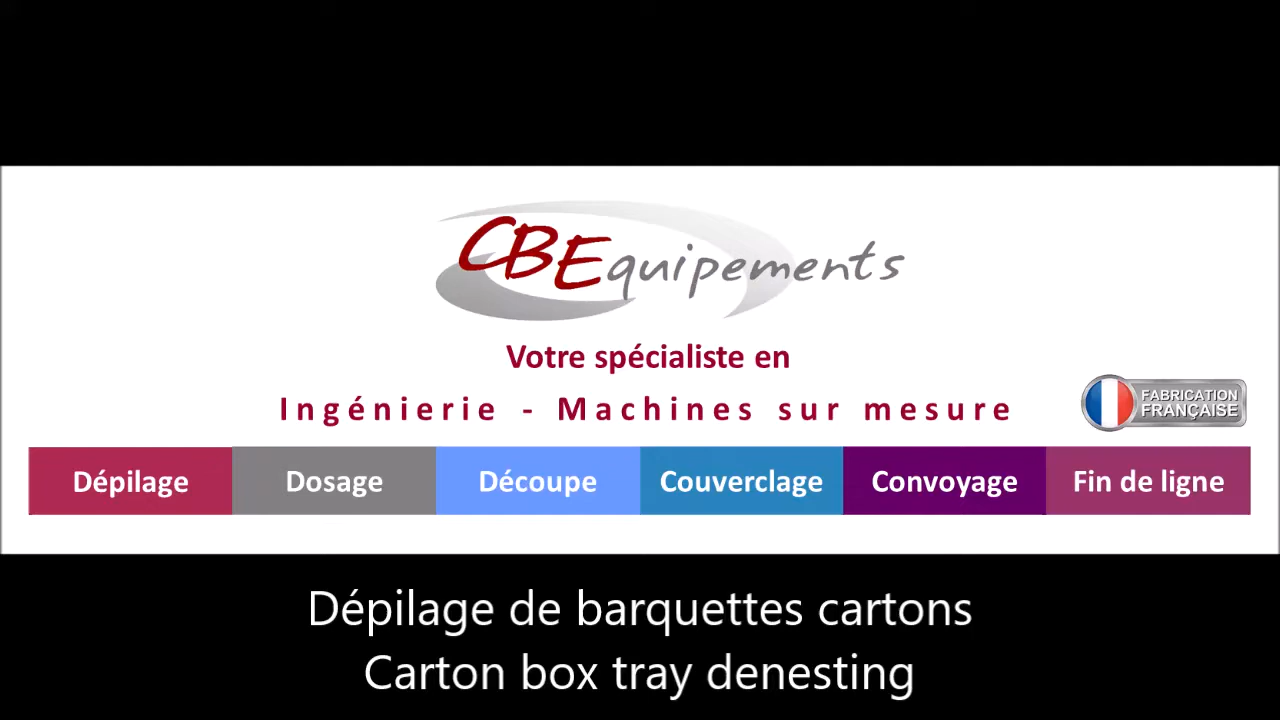 CBEquipements
Votre spécialiste en
Ingénierie - Machines sur mesure
FABRICATION
FRANÇAISE
Dépilage Dosage Découpe Couverclage Convoyage Fin de ligne
Dépilage de barquettes cartons
Carton box tray denesting